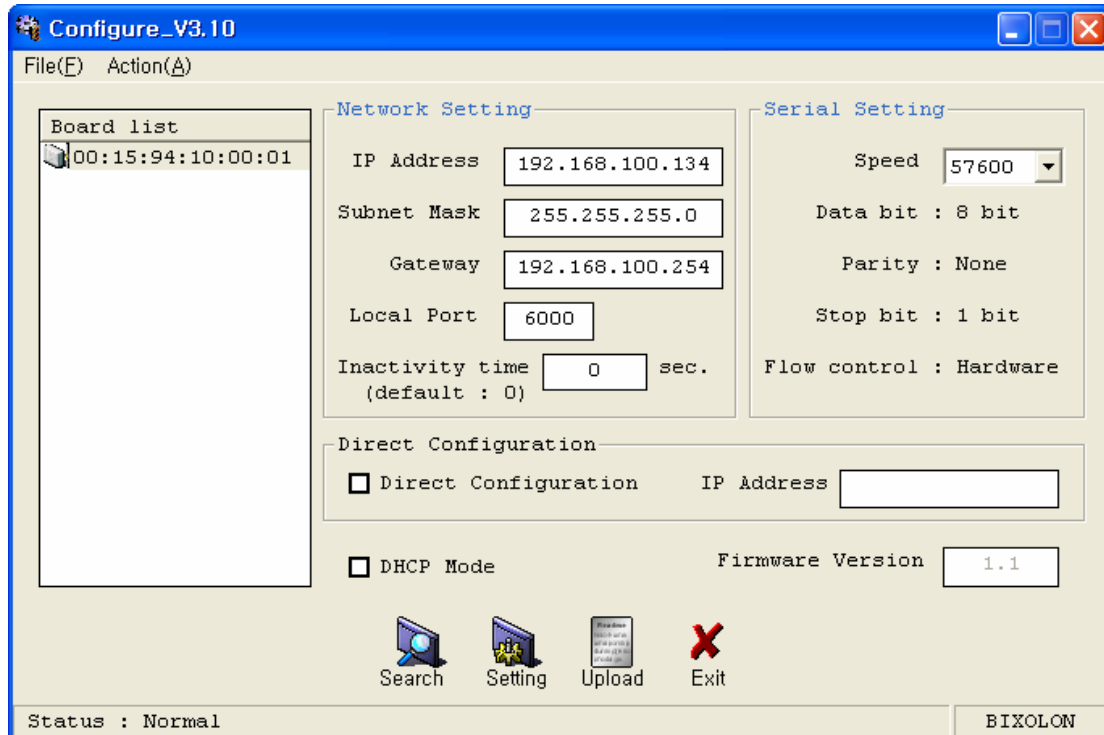 Configure_V3.10
File(F) Action(A)
Board list
00:15:94:10:00:01
Network Setting
IP Address 192.168.100.134
Subnet Mask 255.255.255.0
Gateway 192.168.100.254
Local Port 6000
Inactivity time 0 sec.
(default : 0)
Serial Setting
Speed 57600
Data bit : 8 bit
Parity : None
Stop bit : 1 bit
Flow control : Hardware
Direct Configuration
Direct Configuration IP Address
DHCP Mode Firmware Version 1.1
Readme
Search Setting Upload Exit
Status : Normal BIXOLON